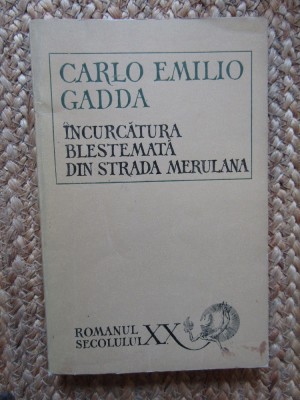 CARLO EMILIO
GADDA
ÎNCURCĂTURA
BLESTEMATĂ
DIN STRADA MERULANA
ROMANUL
SECOLULUI XX